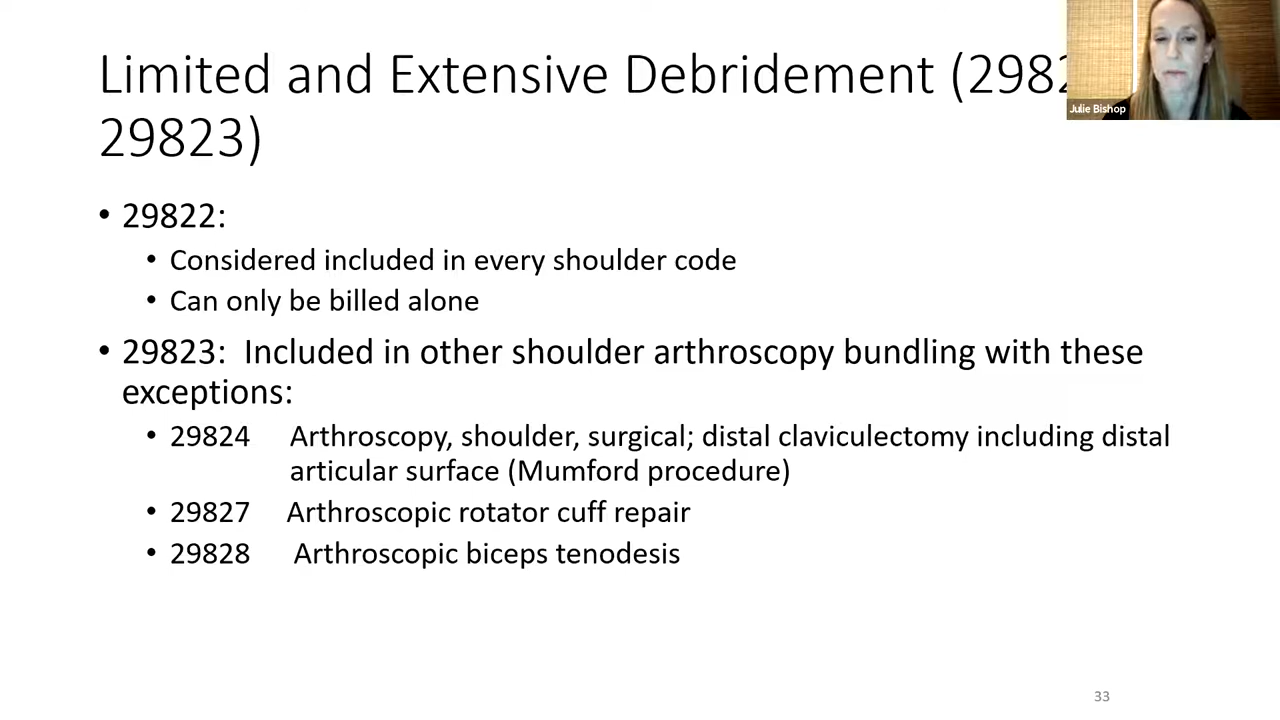 Limited and Extensive Debridement (2982
29823)
Julie Bishop
• 29822:
• Considered included in every shoulder code
• Can only be billed alone
• 29823: Included in other shoulder arthroscopy bundling with these
exceptions:
• 29824 Arthroscopy, shoulder, surgical; distal claviculectomy including distal
articular surface (Mumford procedure)
• 29827 Arthroscopic rotator cuff repair
• 29828 Arthroscopic biceps tenodesis
33